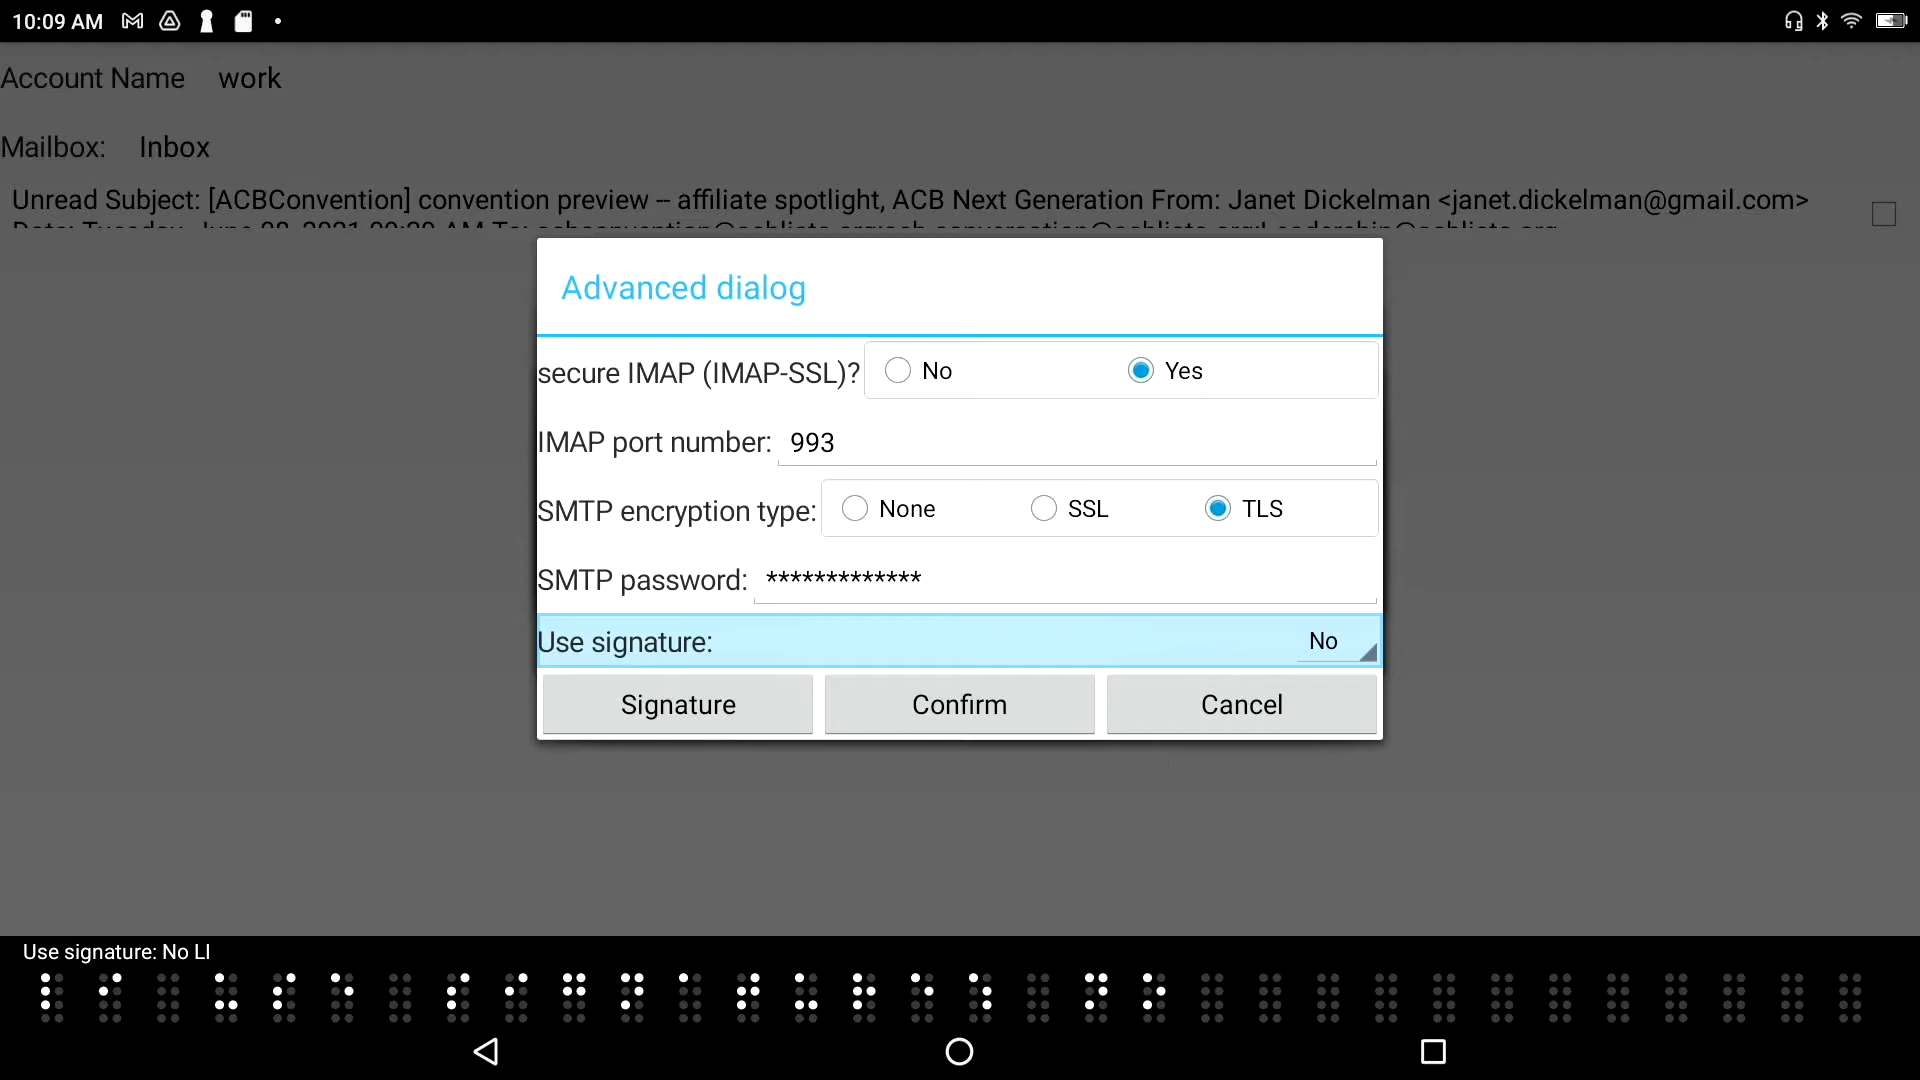 10:09 AM
Account Name work
Mailbox: Inbox
Unread Subject: [ACBConvention] convention preview -- affiliate spotlight, ACB Next Generation From: Janet Dickelman <janet.dickelman@gmail.com>
Advanced dialog
secure IMAP (IMAP-SSL)? No Yes
IMAP port number: 993
SMTP encryption type: None SSL TLS
SMTP password: *************
Use signature: No
Signature Confirm Cancel
Use signature: No LI